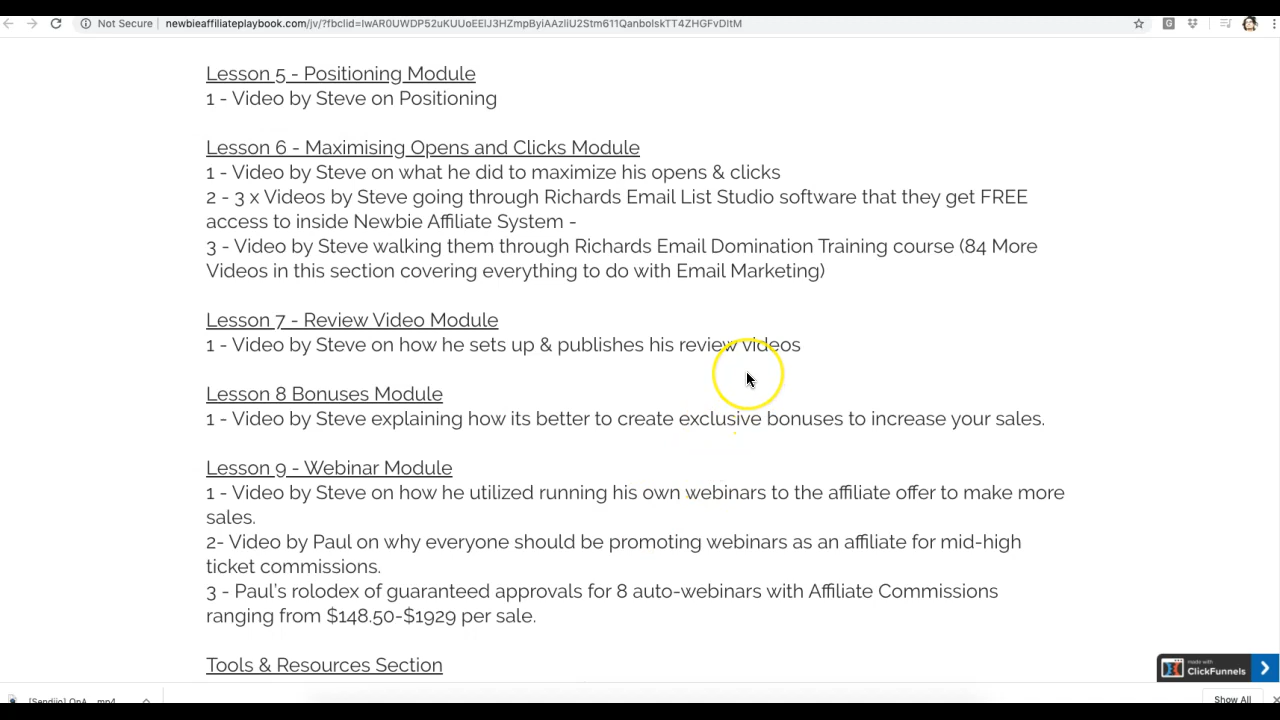 Not Secure newbieaffiliateplaybook.com/jv/?fbclid=IwAR0UWDP52uKUUoEEIJ3HZmpByiAAzliU2Stm611QanbolskTT4ZHGFvDItM
Lesson 5 - Positioning Module
1 - Video by Steve on Positioning
Lesson 6 - Maximising Opens and Clicks Module
1 - Video by Steve on what he did to maximize his opens & clicks
2 - 3 x Videos by Steve going through Richards Email List Studio software that they get FREE
access to inside Newbie Affiliate System -
3 - Video by Steve walking them through Richards Email Domination Training course (84 More
Videos in this section covering everything to do with Email Marketing)
Lesson 7 - Review Video Module
1 - Video by Steve on how he sets up & publishes his review videos
Lesson 8 Bonuses Module
1 - Video by Steve explaining how its better to create exclusive bonuses to increase your sales.
Lesson 9 - Webinar Module
1 - Video by Steve on how he utilized running his own webinars to the affiliate offer to make more
sales.
2- Video by Paul on why everyone should be promoting webinars as an affiliate for mid-high
ticket commissions.
3 - Paul's rolodex of guaranteed approvals for 8 auto-webinars with Affiliate Commissions
ranging from $148.50-$1929 per sale.
Tools & Resources Section
made with
ClickFunnels
[Sendiio] OnA....mp4
Show All